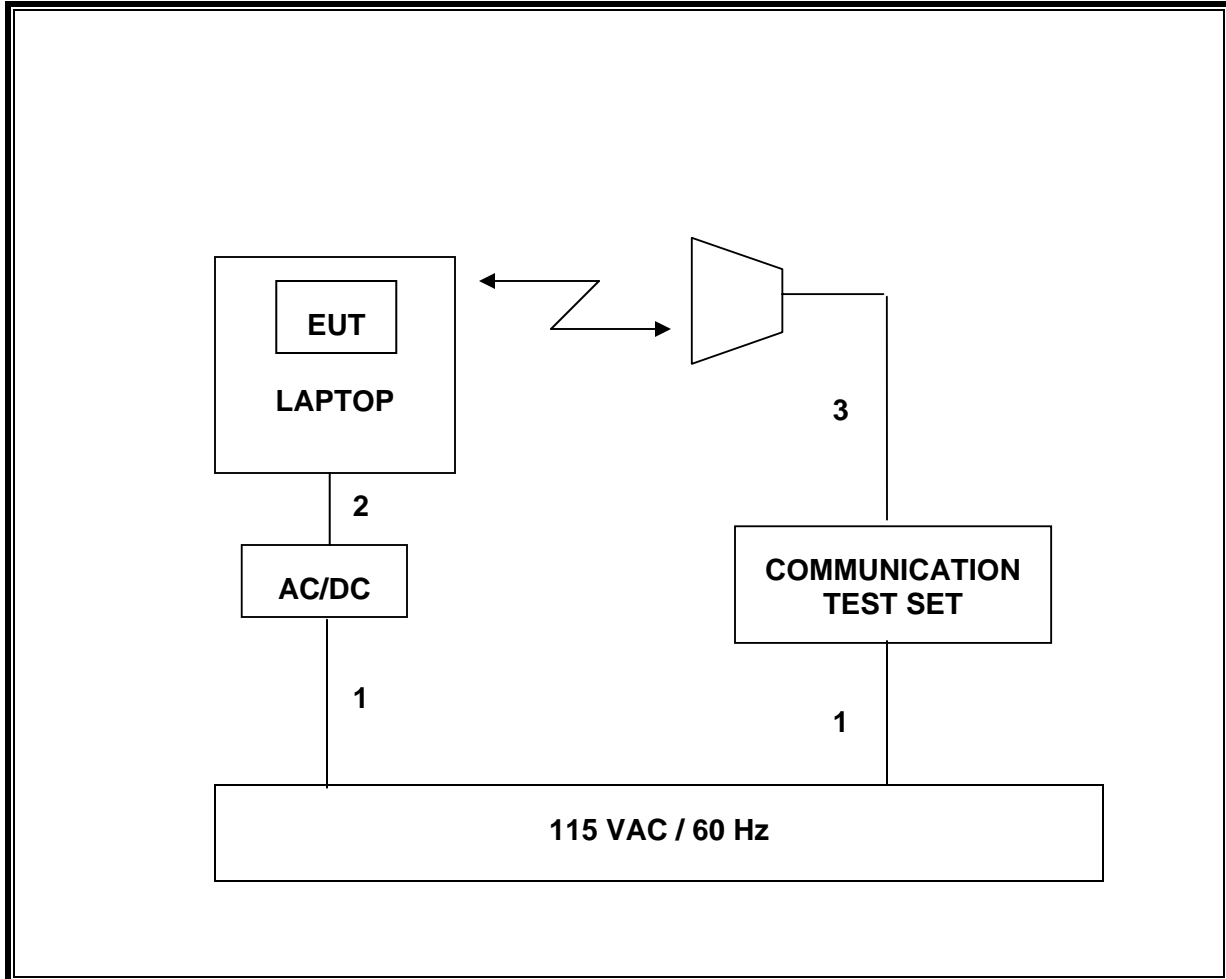 EUT
LAPTOP
3
2
AC/DC
COMMUNICATION
TEST SET
1
1
115 VAC / 60 Hz